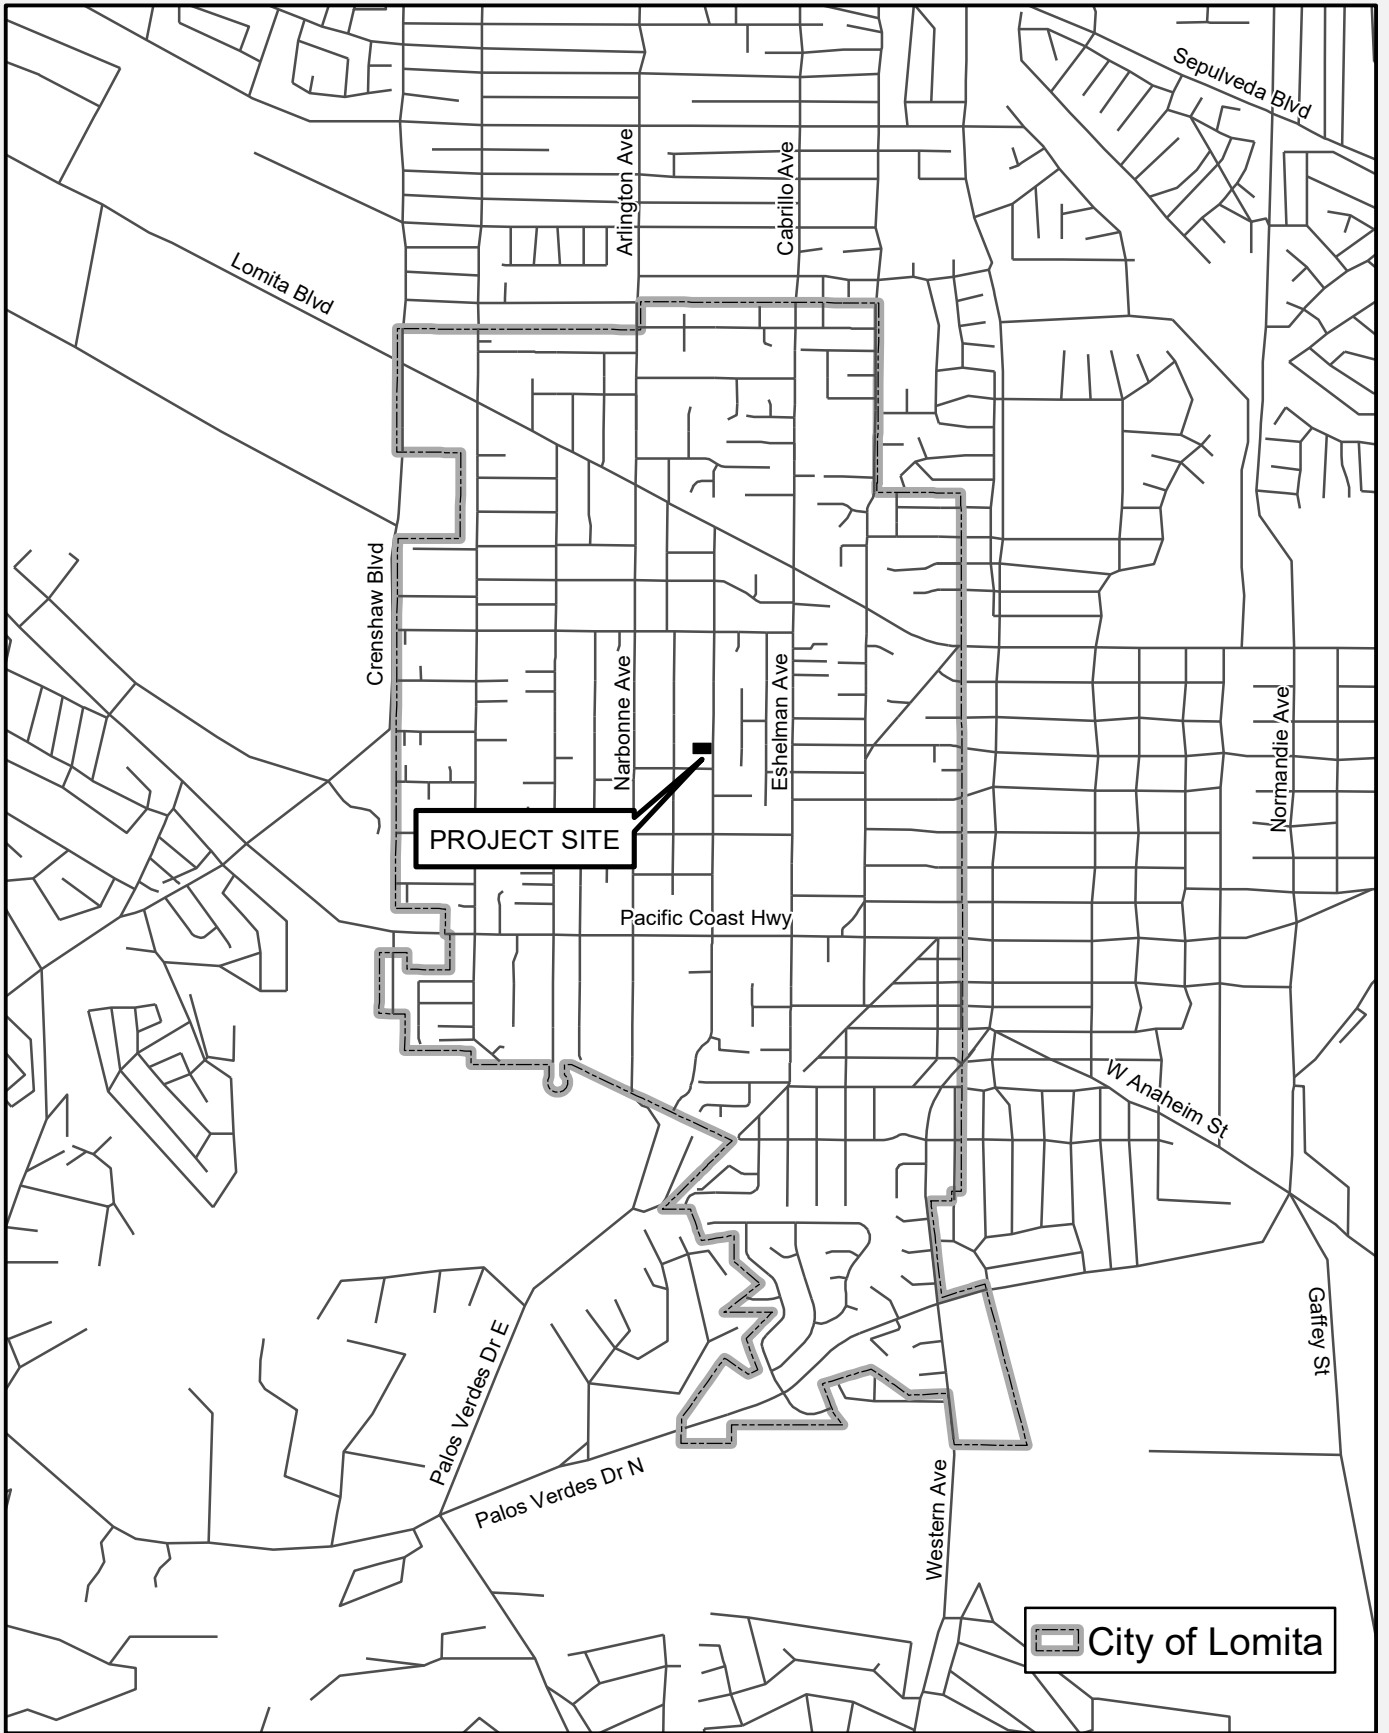 Sepulveda Blvd
Arlington Ave
Cabrillo Ave
Lomita Blvd
Crenshaw Blvd
Narbonne Ave
Eshelman Ave
Normandie Ave
PROJECT SITE
Pacific Coast Hwy
W Anaheim St
Gaffey St
Palos Verdes Dr E
Palos Verdes Dr N
Western Ave
City of Lomita